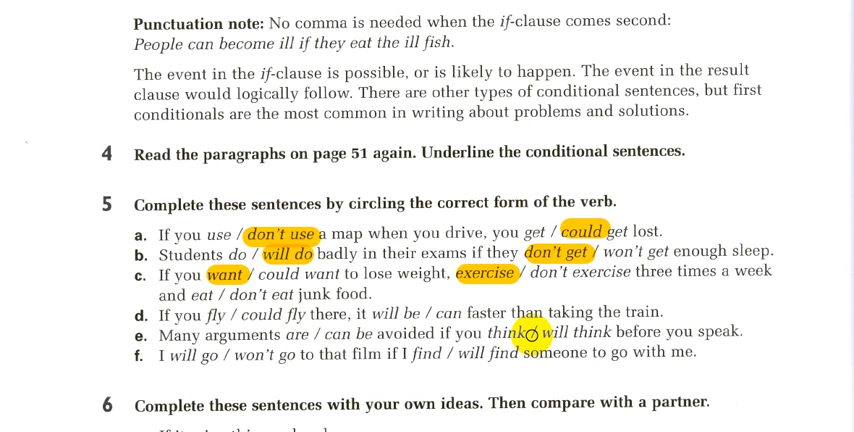 Punctuation note: No comma is needed when the if-clause comes second:
People can become ill if they eat the ill fish.
The event in the if-clause is possible, or is likely to happen. The event in the result
clause would logically follow. There are other types of conditional sentences, but first
conditionals are the most common in writing about problems and solutions.
4 Read the paragraphs on page 51 again. Underline the conditional sentences.
5 Complete these sentences by circling the correct form of the verb.
a. If you use / don't use a map when you drive, you get / could get lost.
b. Students do / will do badly in their exams if they don't get / won't get enough sleep.
c. If you want / could want to lose weight, exercise / don't exercise three times a week
and eat / don't eat junk food.
d. If you fly / could fly there, it will be / can faster than taking the train.
e. Many arguments are / can be avoided if you think / will think before you speak.
f. I will go / won't go to that film if I find / will find someone to go with me.
6 Complete these sentences with your own ideas. Then compare with a partner.